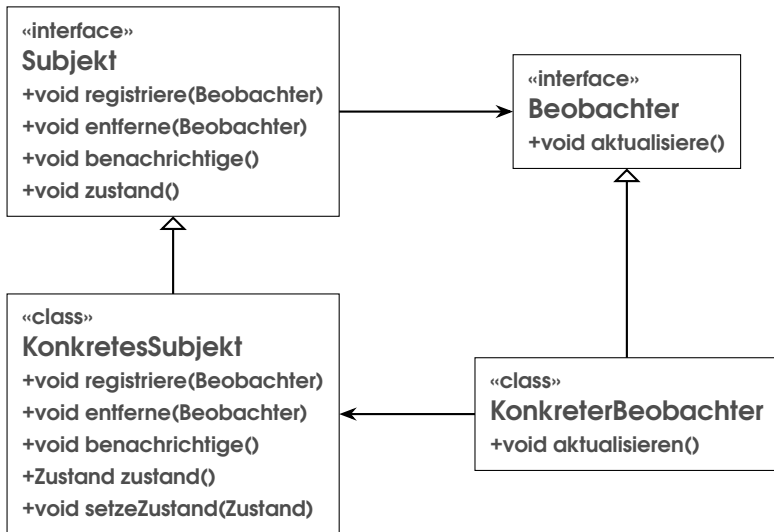 «interface»
Subjekt
+void registriere(Beobachter)
+void entferne(Beobachter)
+void benachrichtige()
+void zustand()
«interface»
Beobachter
+void aktualisiere()
«class»
KonkretesSubjekt
+void registriere(Beobachter)
+void entferne(Beobachter)
+void benachrichtige()
+Zustand zustand()
+void setzeZustand(Zustand)
«class»
KonkreterBeobachter
+void aktualisieren()